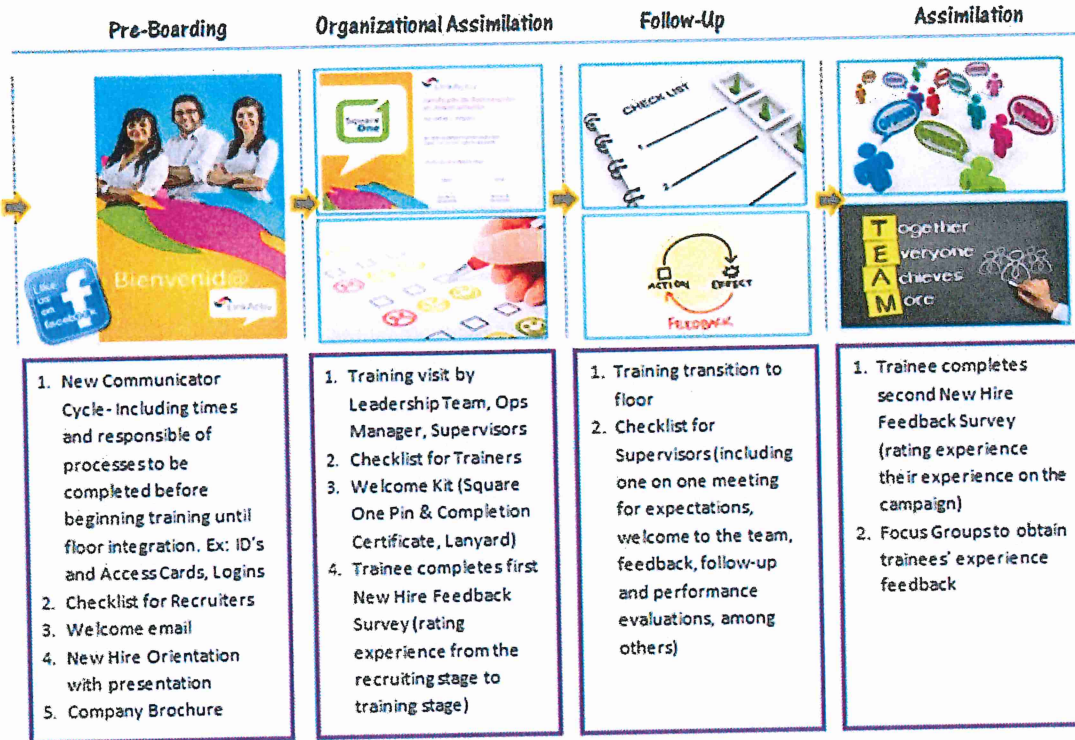 Pre-Boarding
Organizational Assimilation
Follow-Up
Assimilation
Like
us
on
facebook
Bienvenid@
LinkActiv
Square
One
CHECK LIST
1.
2.
ACTION
EFFECT
FEEDBACK
Together
Everyone
Achieves
More
1. New Communicator
Cycle- Including times
and responsible of
processes to be
completed before
beginning training until
floor integration. Ex: ID's
and Access Cards, Logins
2. Checklist for Recruiters
3. Welcome email
4. New Hire Orientation
with presentation
5. Company Brochure
1. Training visit by
Leadership Team, Ops
Manager, Supervisors
2. Checklist for Trainers
3. Welcome Kit (Square
One Pin & Completion
Certificate, Lanyard)
4. Trainee completes first
New Hire Feedback
Survey (rating
experience from the
recruiting stage to
training stage)
1. Training transition to
floor
2. Checklist for
Supervisors (including
one on one meeting
for expectations,
welcome to the team,
feedback, follow-up
and performance
evaluations, among
others)
1. Trainee completes
second New Hire
Feedback Survey
(rating experience
their experience on the
campaign)
2. Focus Groups to obtain
trainees' experience
feedback